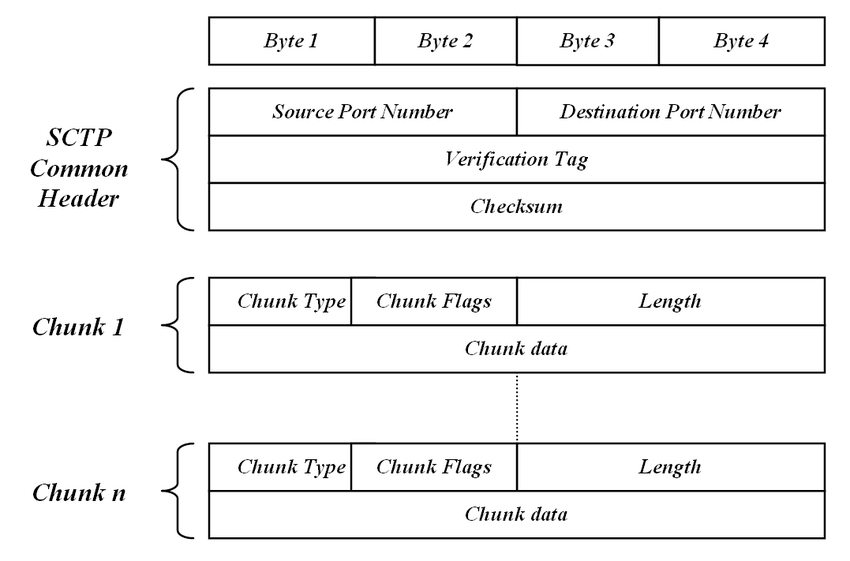 Byte 1 Byte 2 Byte 3 Byte 4
SCTP
Common
Header
Source Port Number Destination Port Number
Verification Tag
Checksum
Chunk 1
Chunk Type Chunk Flags Length
Chunk data
Chunk n
Chunk Type Chunk Flags Length
Chunk data